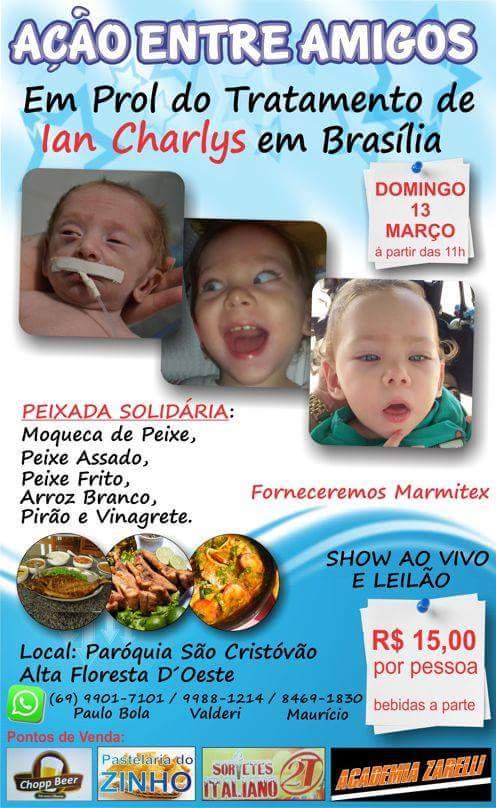 AÇÃO ENTRE AMIGOS
Em Prol do Tratamento de
Ian Charlys em Brasília
DOMINGO
13
MARÇO
á partir das 11h
PEIXADA SOLIDÁRIA:
Moqueca de Peixe,
Peixe Assado,
Peixe Frito,
Arroz Branco,
Pirão e Vinagrete.
Forneceremos Marmitex
SHOW AO VIVO
E LEILÃO
R$ 15,00
por pessoa
bebidas a parte
Local: Paróquia São Cristóvão
Alta Floresta D´Oeste
(69) 9901-7101 / 9988-1214 / 8469-1830
Paulo Bola Valderi Maurício
Pontos de Venda:
Chopp Beer
Pastelaria do
ZINHO
SORVETES
ITALIANO 2T
ACADEMIA ZARELLI